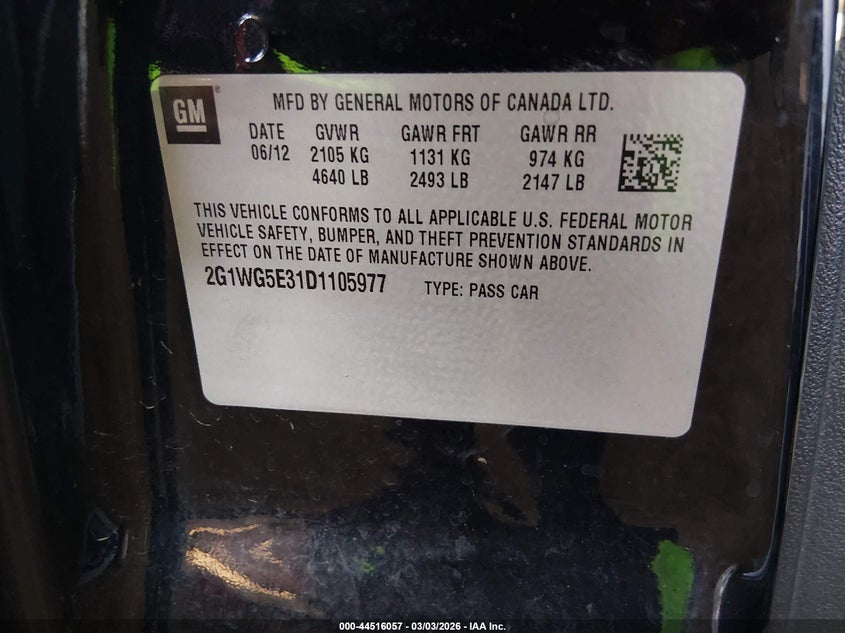 GM
MFD BY GENERAL MOTORS OF CANADA LTD.
DATE GVWR GAWR FRT GAWR RR
06/12 2105 KG 1131 KG 974 KG
4640 LB 2493 LB 2147 LB
THIS VEHICLE CONFORMS TO ALL APPLICABLE U.S. FEDERAL MOTOR
VEHICLE SAFETY, BUMPER, AND THEFT PREVENTION STANDARDS IN
EFFECT ON THE DATE OF MANUFACTURE SHOWN ABOVE.
2G1WG5E31D1105977 TYPE: PASS CAR
000-44516057 - 03/03/2026 - IAA Inc.